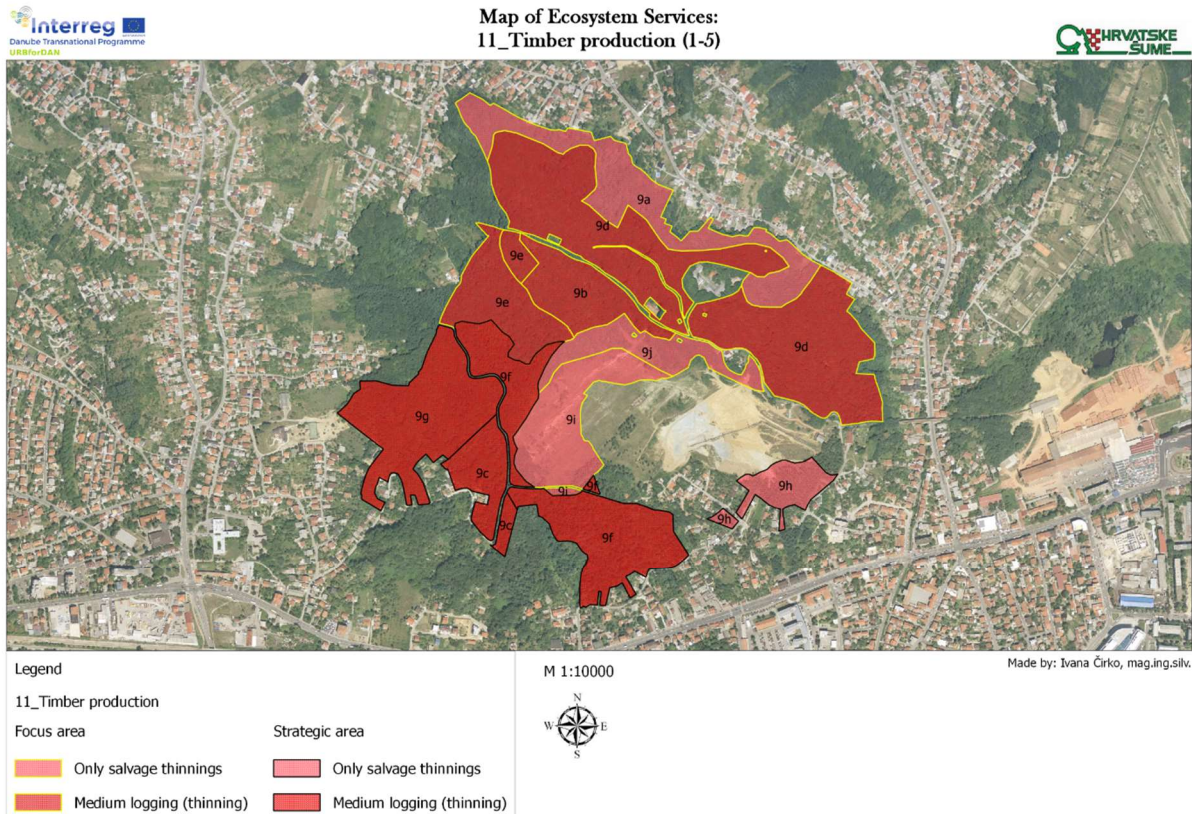 Interreg
Danube Transnational Programme
URBforDAN
Map of Ecosystem Services:
11_Timber production (1-5)
HRVATSKE
ŠUME
9a
9d
9e
9b
9e
9j
9d
9f
9g
9i
9c
9h
9i
9f
9h
9c
9f
Legend
11_Timber production
Focus area
Strategic area
Only salvage thinnings
Only salvage thinnings
Medium logging (thinning)
Medium logging (thinning)
M 1:10000
N
W
E
S
Made by: Ivana Čirko, mag.ing.silv.